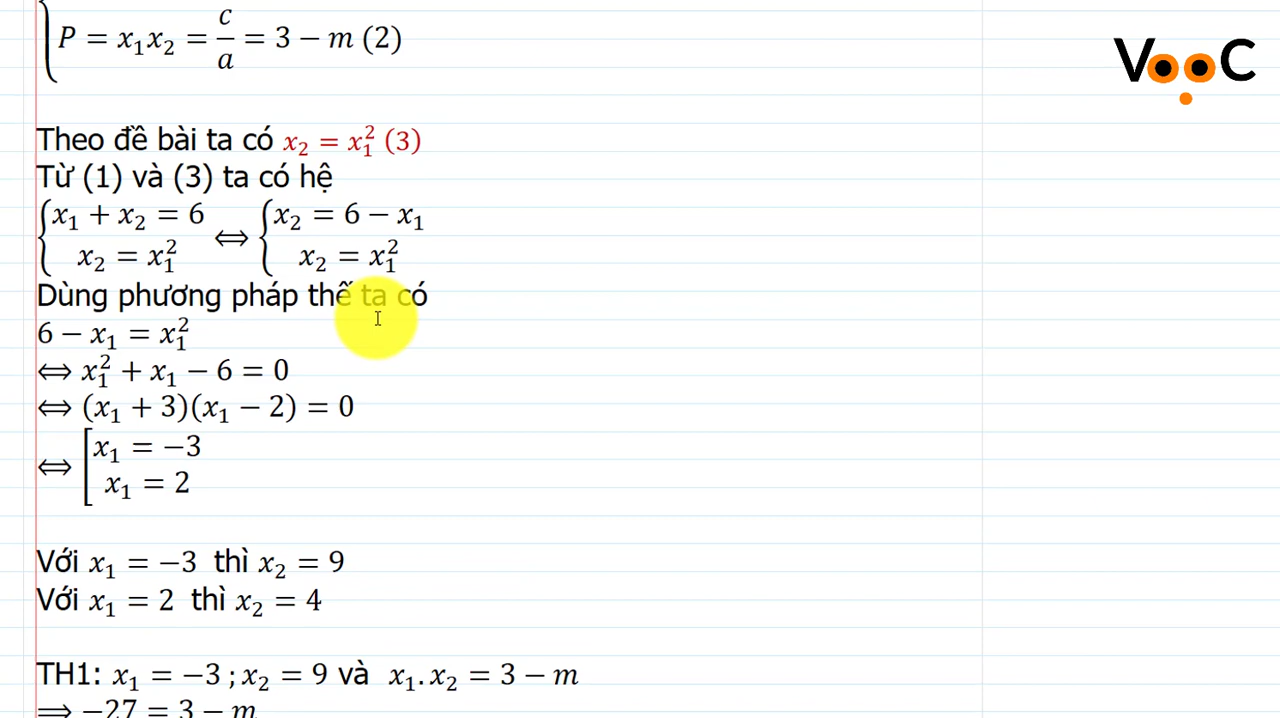 P = x₁x₂ = c/a = 3 − m (2)
VooC
Theo đề bài ta có x₂ = x₁² (3)
Từ (1) và (3) ta có hệ
{x₁ + x₂ = 6 ⟺ {x₂ = 6 − x₁
x₂ = x₁² x₂ = x₁²
Dùng phương pháp thế ta có
6 − x₁ = x₁²
⟺ x₁² + x₁ − 6 = 0
⟺ (x₁ + 3)(x₁ − 2) = 0
⟺ [x₁ = −3
x₁ = 2
Với x₁ = −3 thì x₂ = 9
Với x₁ = 2 thì x₂ = 4
TH1: x₁ = −3 ; x₂ = 9 và x₁. x₂ = 3 − m
⟹ −27 = 3 − m